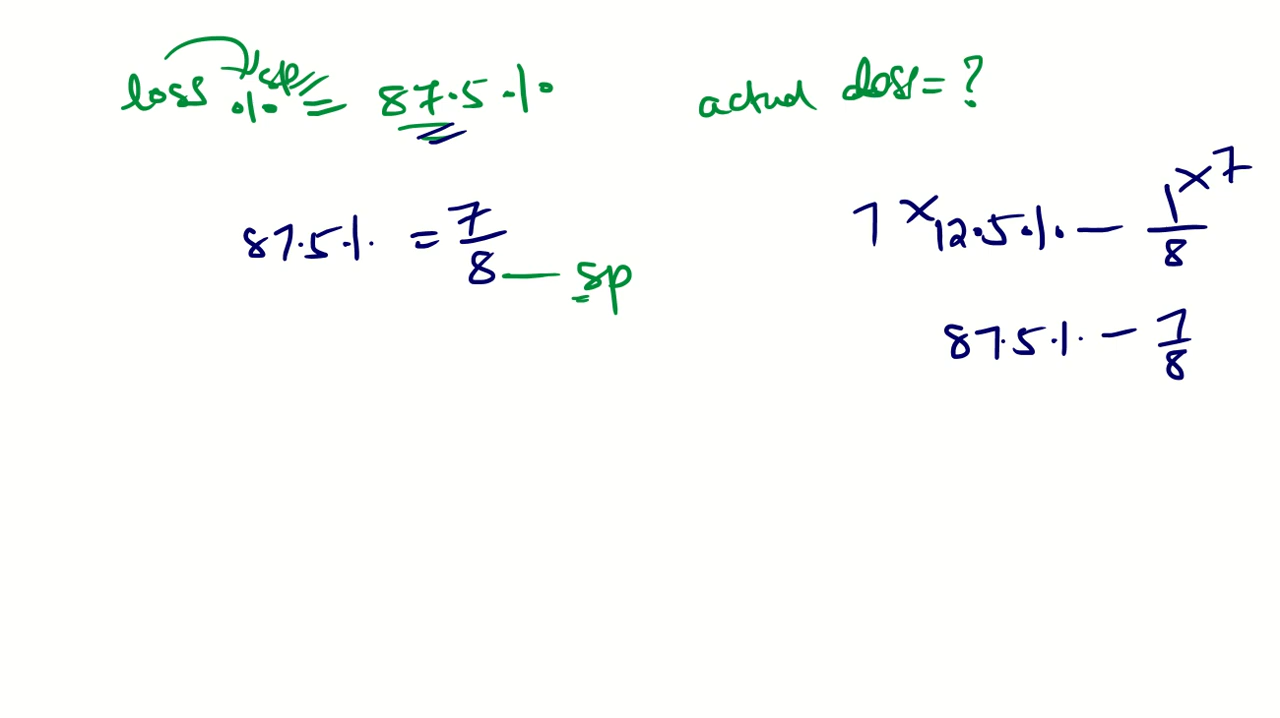 loss % sp = 87.5 %
actual loss = ?
87.5% = 7/8 — sp
7 × 12.5% — 1/8 × 7
87.5% — 7/8